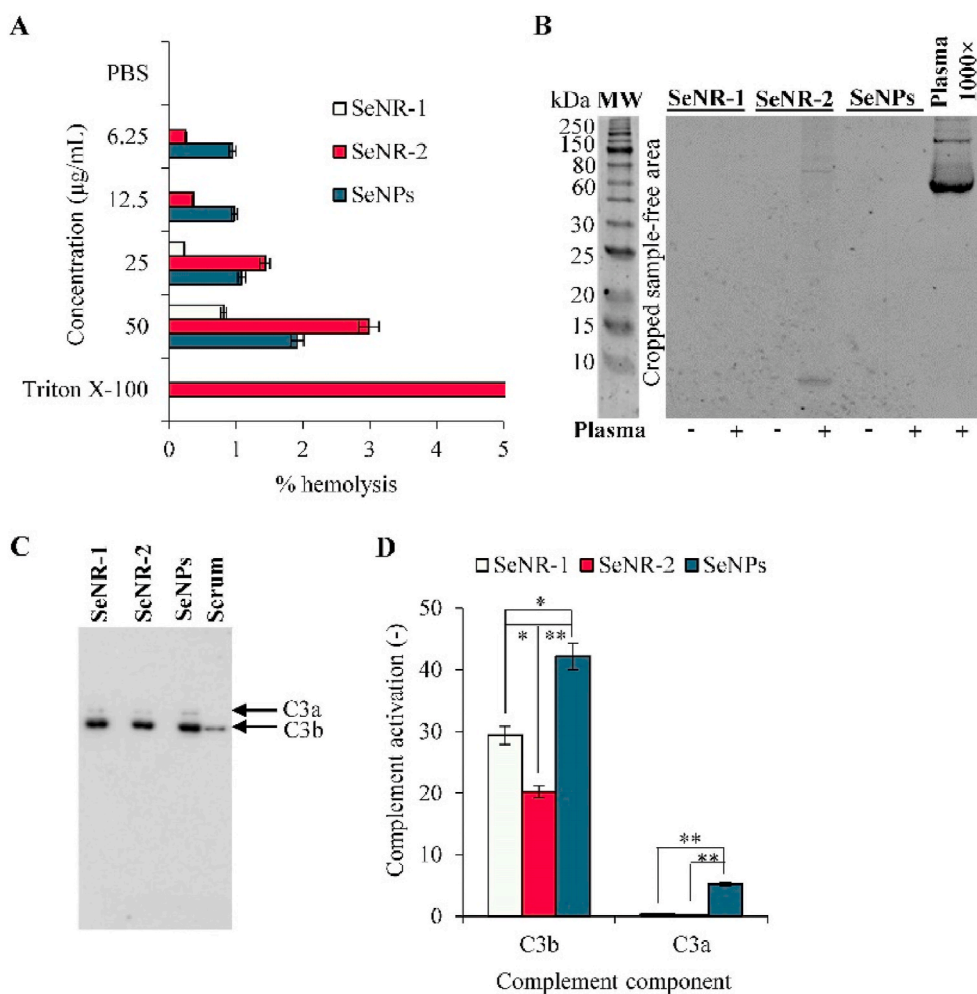 A
PBS
6.25
12.5
25
50
Triton X-100
Concentration (µg/mL)
SeNR-1
SeNR-2
SeNPs
0 1 2 3 4 5
% hemolysis
B
kDa MW SeNR-1 SeNR-2 SeNPs Plasma 1000×
250
150
80
60
30
25
20
15
10
Cropped sample-free area
Plasma - + - + - + +
C
SeNR-1 SeNR-2 SeNPs Serum
C3a
C3b
D
SeNR-1 SeNR-2 SeNPs
Complement activation (-)
50
40
30
20
10
0
*
* **
**
**
C3b C3a
Complement component